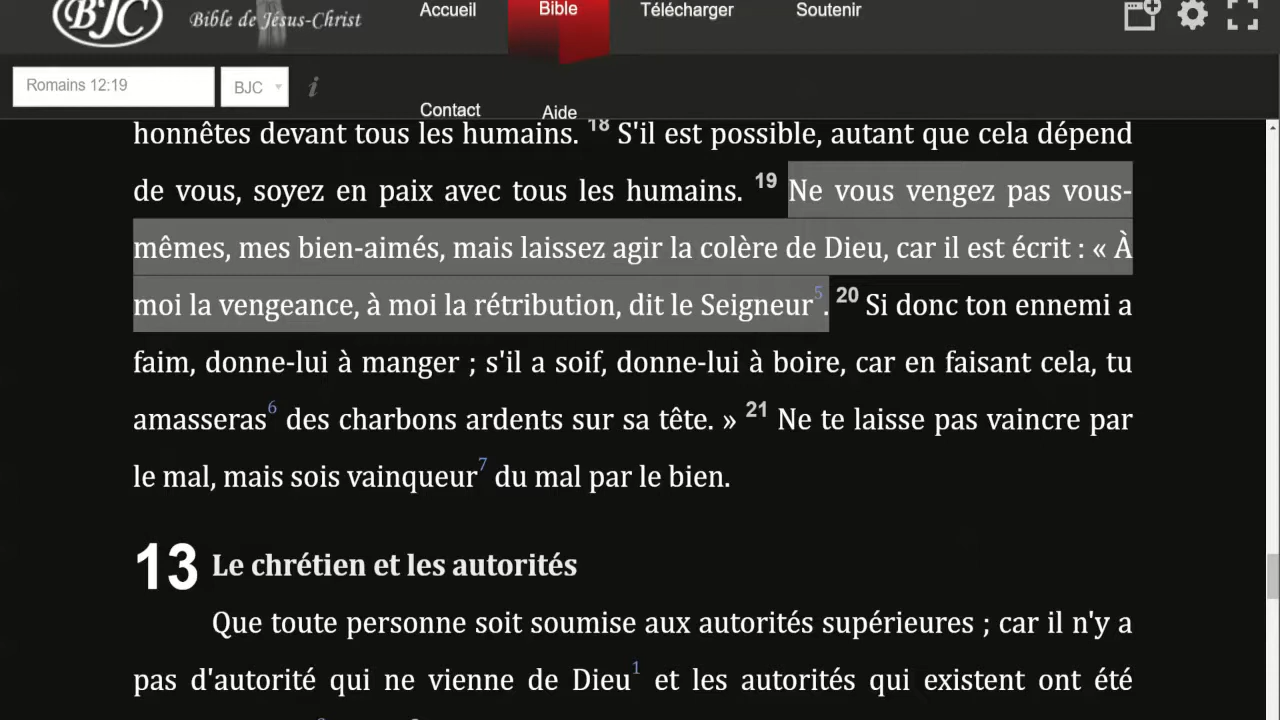 BJC Bible de Jésus-Christ Accueil Bible Télécharger Soutenir
Romains 12:19 BJC i
Contact Aide
honnêtes devant tous les humains. 18 S'il est possible, autant que cela dépend
de vous, soyez en paix avec tous les humains. 19 Ne vous vengez pas vous-
mêmes, mes bien-aimés, mais laissez agir la colère de Dieu, car il est écrit : « À
moi la vengeance, à moi la rétribution, dit le Seigneur5. 20 Si donc ton ennemi a
faim, donne-lui à manger ; s'il a soif, donne-lui à boire, car en faisant cela, tu
amasseras6 des charbons ardents sur sa tête. » 21 Ne te laisse pas vaincre par
le mal, mais sois vainqueur7 du mal par le bien.
13 Le chrétien et les autorités
Que toute personne soit soumise aux autorités supérieures ; car il n'y a
pas d'autorité qui ne vienne de Dieu1 et les autorités qui existent ont été